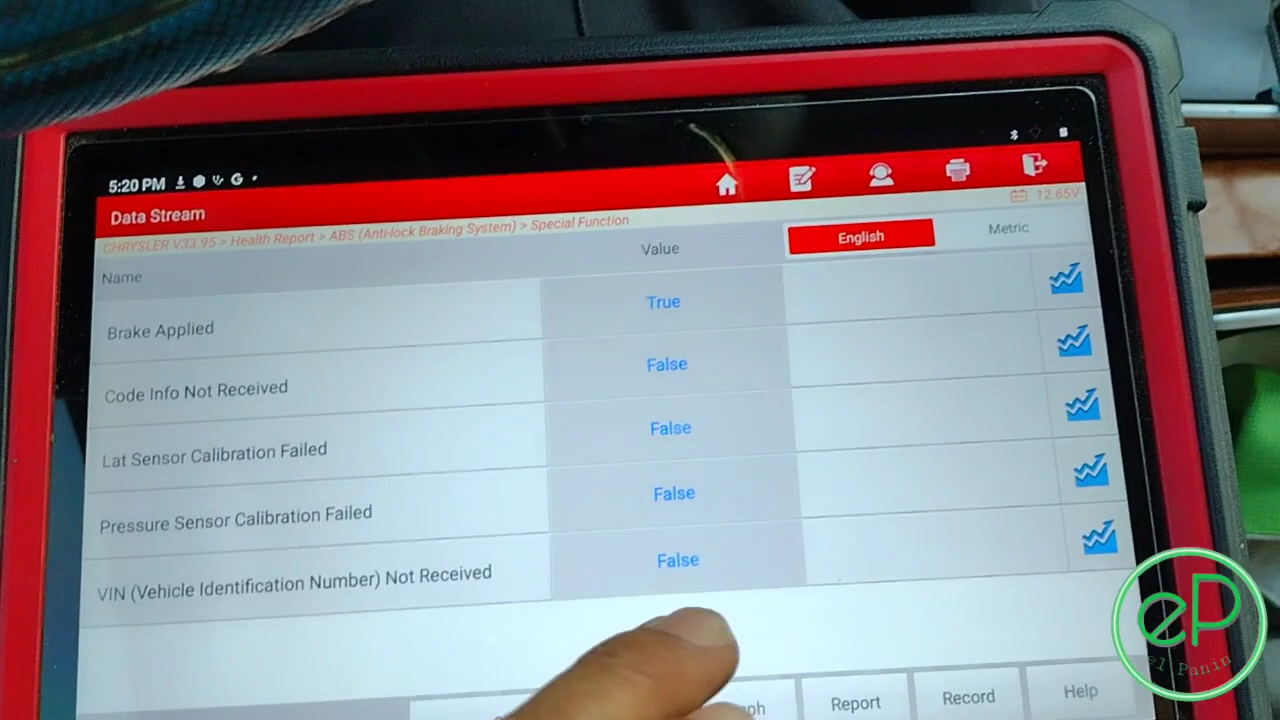 5:20 PM
Data Stream
12.65V
CHRYSLER V33.95 > Health Report > ABS (Anti-lock Braking System) > Special Function
Name
Value
English
Metric
Brake Applied
True
Code Info Not Received
False
Lat Sensor Calibration Failed
False
Pressure Sensor Calibration Failed
False
VIN (Vehicle Identification Number) Not Received
False
Report
Record
Help
eP
el Panin